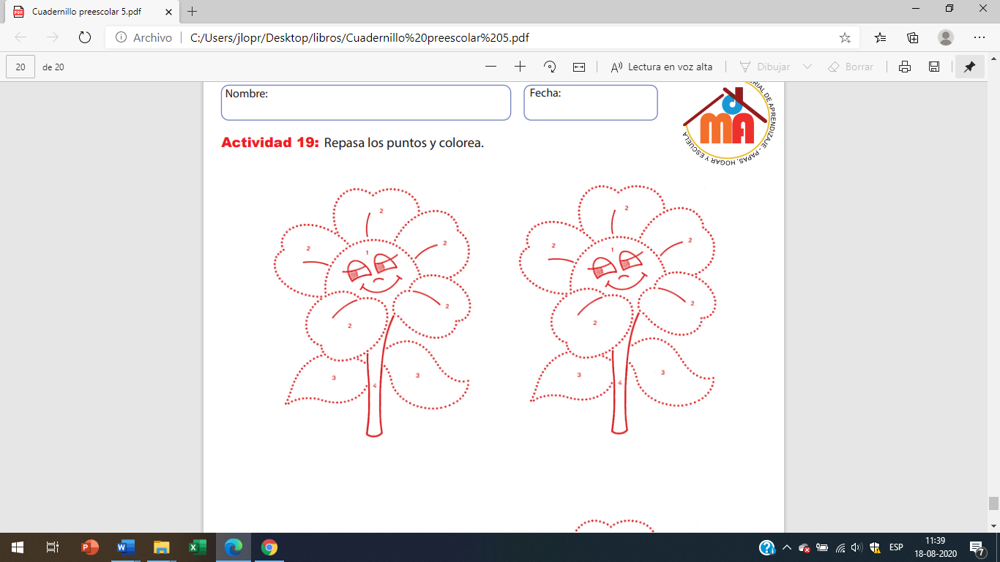 Cuadernillo preescolar 5.pdf
Archivo
C:/Users/jlopr/Desktop/libros/Cuadernillo%20preescolar%205.pdf
20 de 20
Lectura en voz alta
Dibujar
Borrar
Nombre:
Fecha:
MATERIAL DE APRENDIZAJE - PAPAS, HOGAR Y ESCUELA
d
mA
Actividad 19: Repasa los puntos y colorea.
2 2
2 2 2 2
1 1
2 2
2 2
3 3 3 3
4 4
ESP
11:39
18-08-2020
7